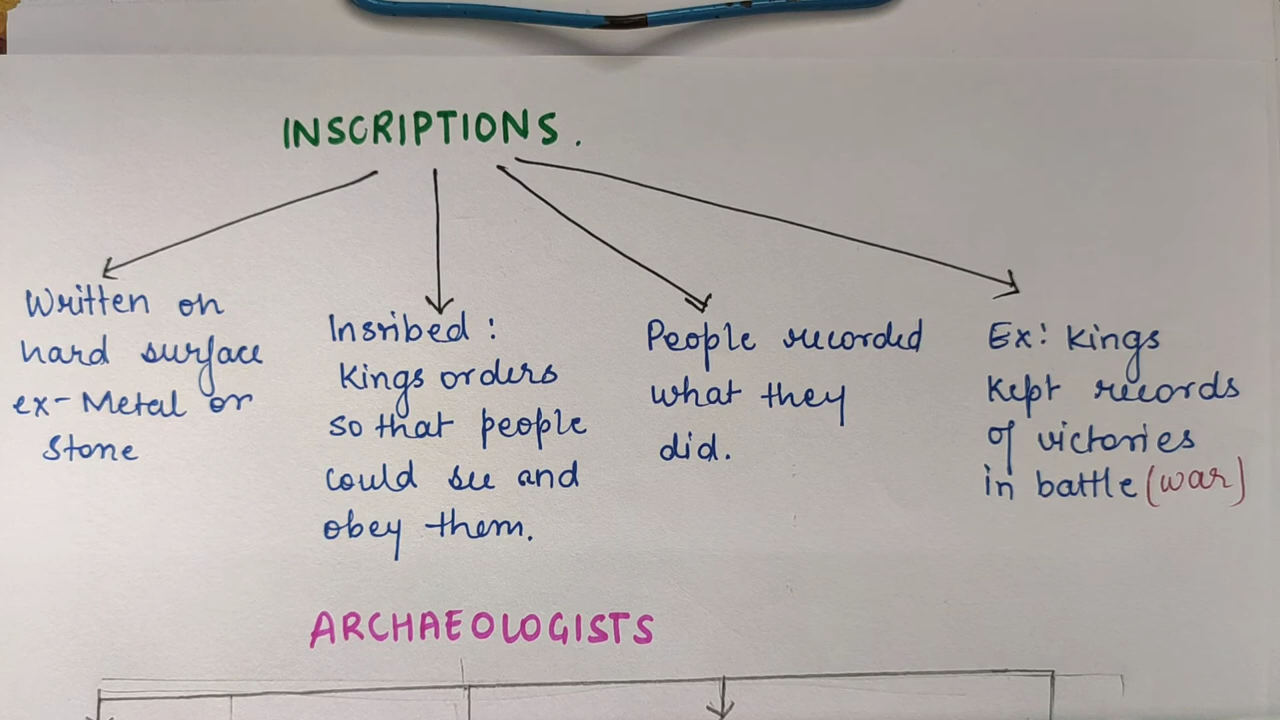 INSCRIPTIONS.
Written on
hard surface
ex-Metal or
Stone
Insribed :
Kings orders
so that people
could see and
obey them.
People recorded
what they
did.
Ex: Kings
Kept records
of victories
in battle (war)
ARCHAEOLOGISTS